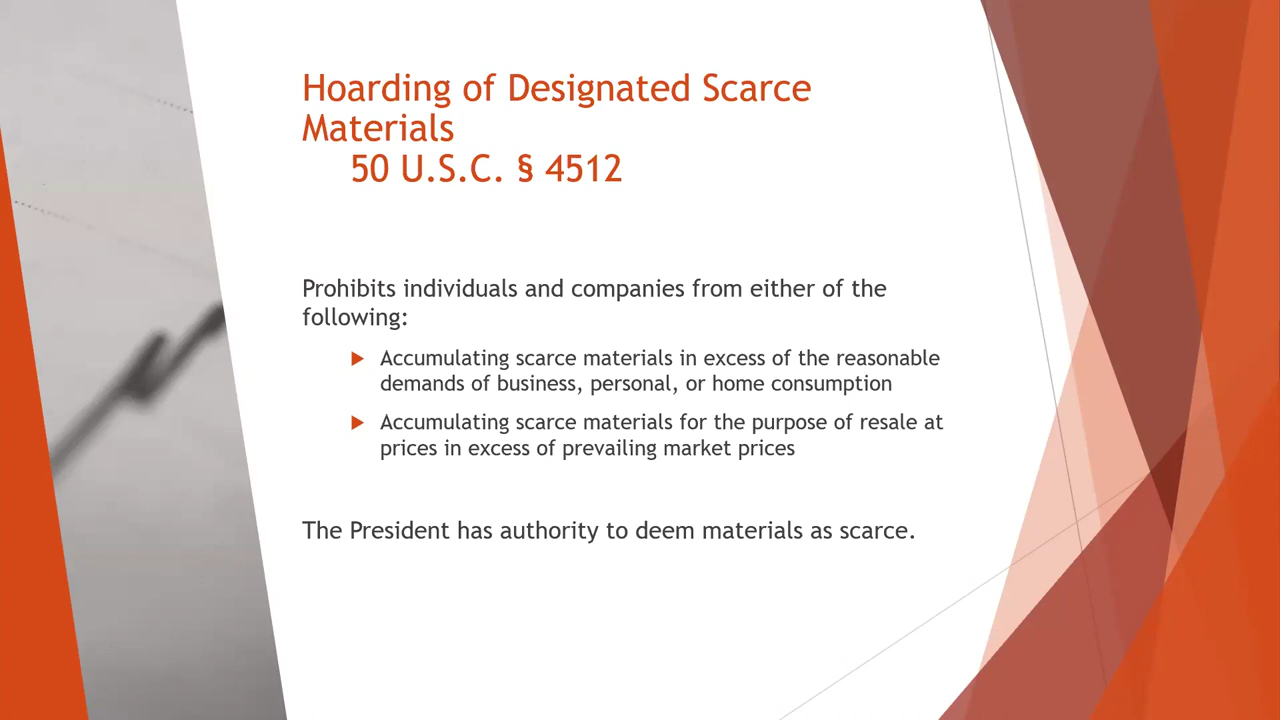 Hoarding of Designated Scarce
Materials
50 U.S.C. § 4512
Prohibits individuals and companies from either of the
following:
Accumulating scarce materials in excess of the reasonable
demands of business, personal, or home consumption
Accumulating scarce materials for the purpose of resale at
prices in excess of prevailing market prices
The President has authority to deem materials as scarce.